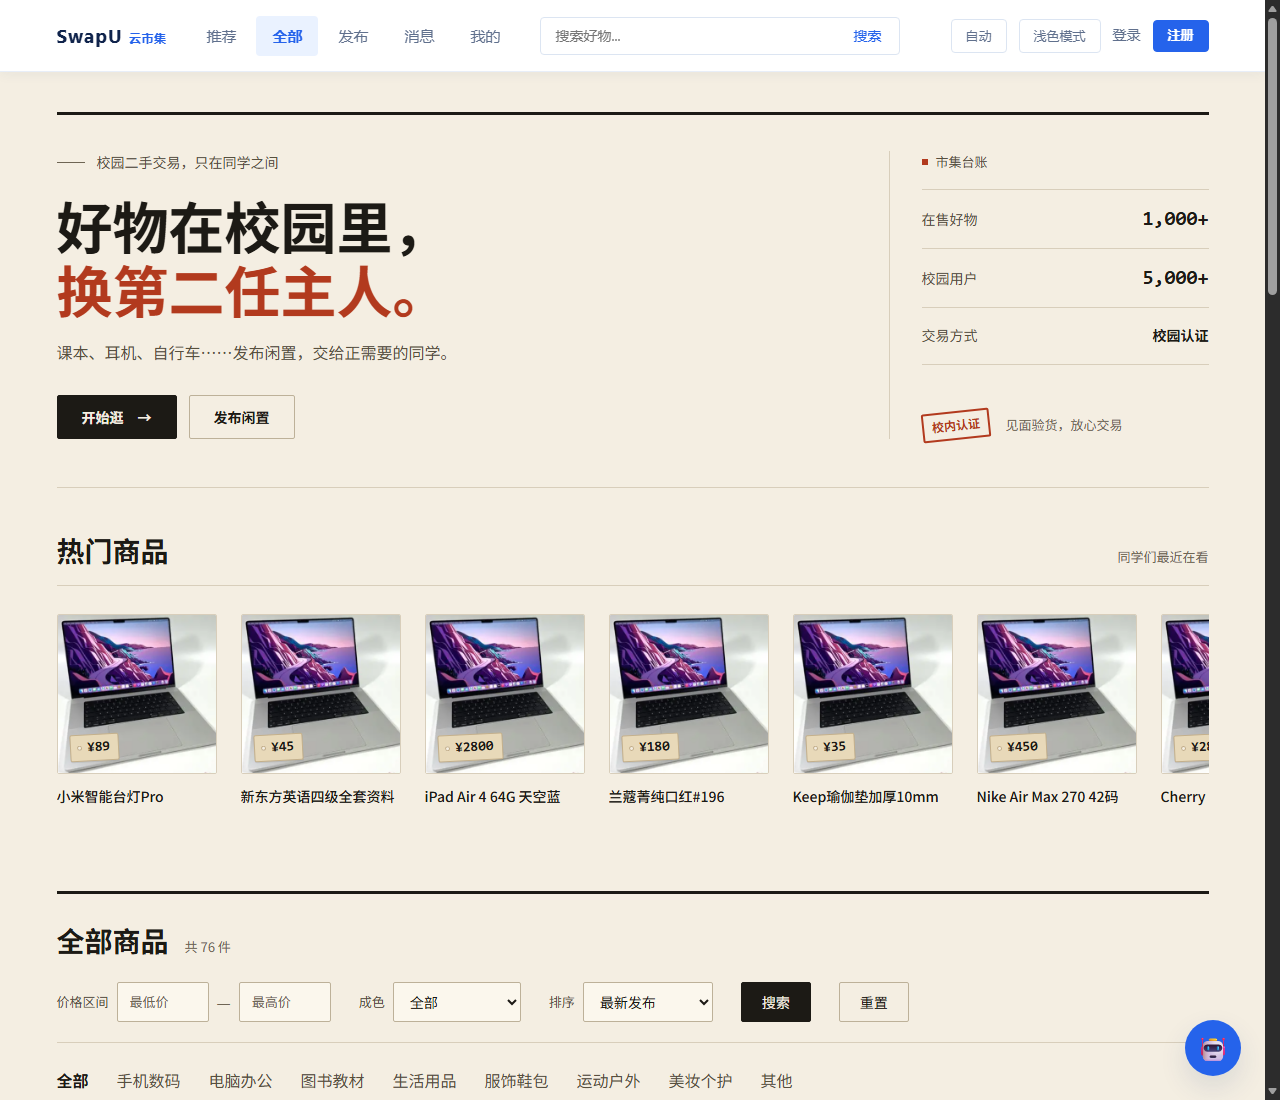 SwapU 云市集 推荐 全部 发布 消息 我的 搜索好物... 搜索 自动 浅色模式 登录 注册
校园二手交易，只在同学之间
好物在校园里，
换第二任主人。
课本、耳机、自行车……发布闲置，交给正需要的同学。
开始逛 → 发布闲置
市集台账
在售好物 1,000+
校园用户 5,000+
交易方式 校园认证
校内认证 见面验货，放心交易
热门商品 同学们最近在看
¥89 ¥45 ¥2800 ¥180 ¥35 ¥450
小米智能台灯Pro 新东方英语四级全套资料 iPad Air 4 64G 天空蓝 兰蔻菁纯口红#196 Keep瑜伽垫加厚10mm Nike Air Max 270 42码 Cherry
全部商品 共 76 件
价格区间 最低价 — 最高价 成色 全部 排序 最新发布 搜索 重置
全部 手机数码 电脑办公 图书教材 生活用品 服饰鞋包 运动户外 美妆个护 其他